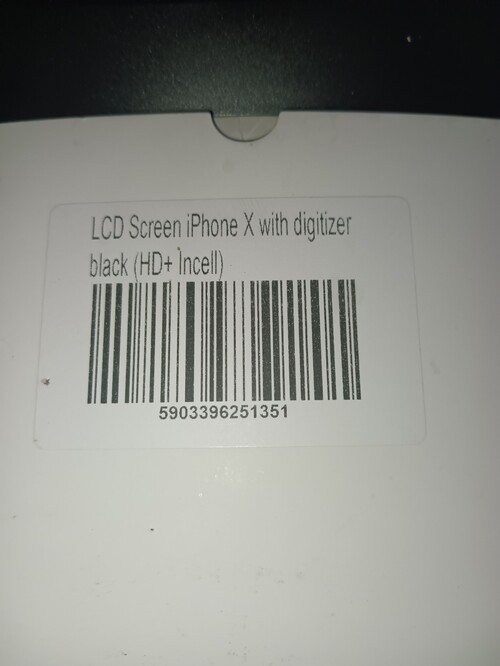 LCD Screen iPhone X with digitizer
black (HD+ Incell)
5903396251351